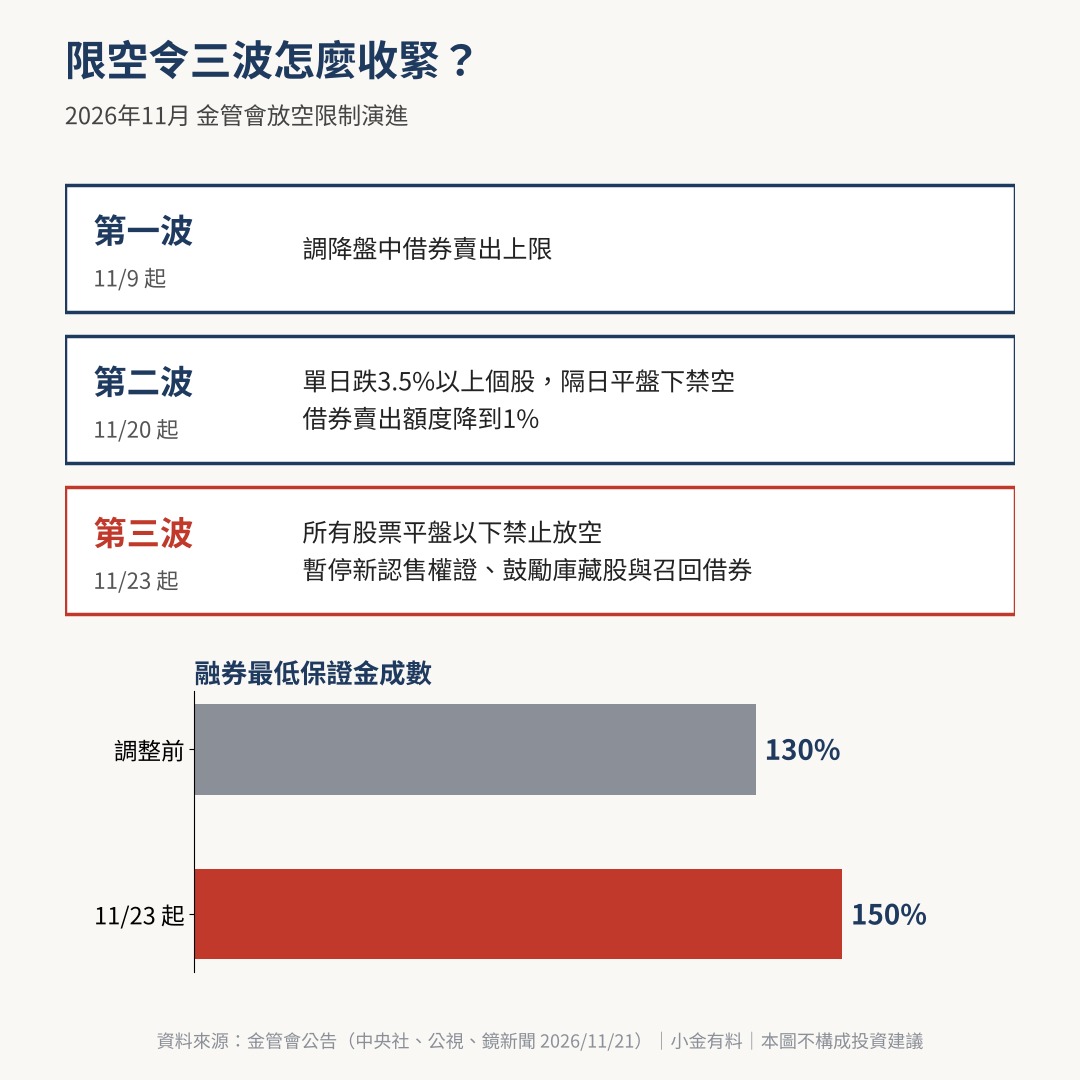 限空令三波怎麼收緊？
2026年11月 金管會放空限制演進
第一波
11/9 起
調降盤中借券賣出上限
第二波
11/20 起
單日跌3.5%以上個股，隔日平盤下禁空
借券賣出額度降到1%
第三波
11/23 起
所有股票平盤以下禁止放空
暫停新認售權證、鼓勵庫藏股與召回借券
融券最低保證金成數
調整前
130%
11/23 起
150%
資料來源：金管會公告（中央社、公視、鏡新聞 2026/11/21）｜小金有料｜本圖不構成投資建議